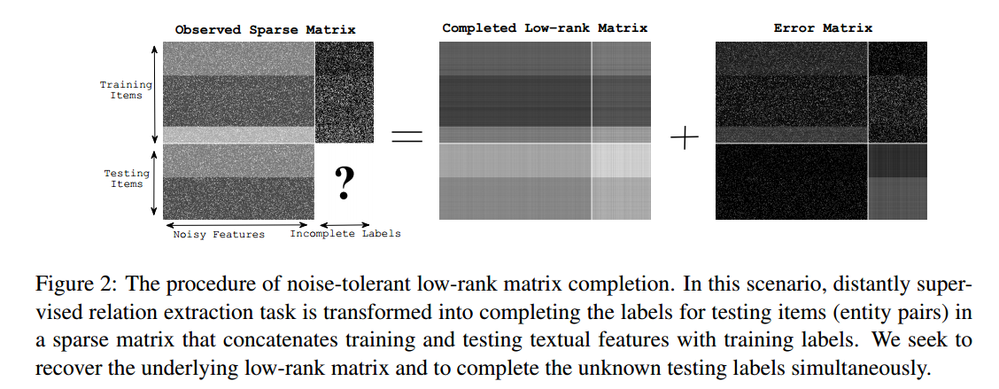 Observed Sparse Matrix
Completed Low-rank Matrix
Error Matrix
Training
Items
=
+
Testing
Items
?
Noisy Features
Incomplete Labels
Figure 2: The procedure of noise-tolerant low-rank matrix completion. In this scenario, distantly super-
vised relation extraction task is transformed into completing the labels for testing items (entity pairs) in
a sparse matrix that concatenates training and testing textual features with training labels. We seek to
recover the underlying low-rank matrix and to complete the unknown testing labels simultaneously.